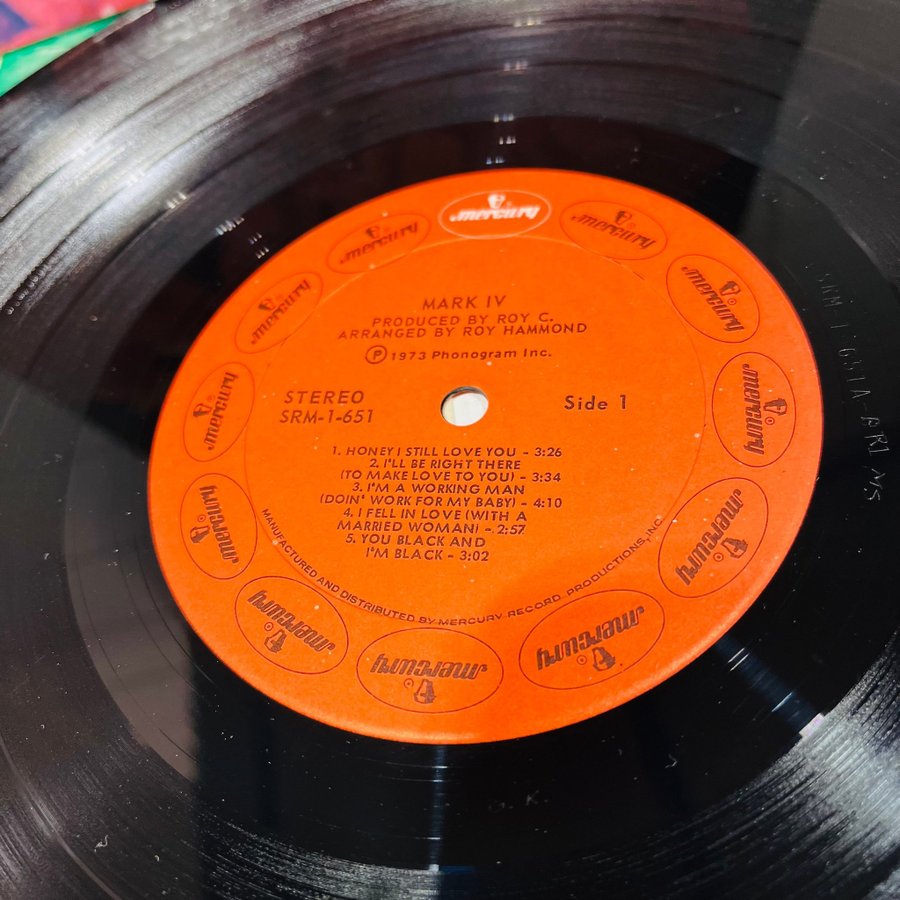 mercury
mercury
mercury
mercury
mercury
mercury
mercury
mercury
mercury
mercury
mercury
mercury
MARK IV
PRODUCED BY ROY C.
ARRANGED BY ROY HAMMOND
Ⓟ 1973 Phonogram Inc.
STEREO
SRM-1-651
Side 1
1. HONEY I STILL LOVE YOU - 3:26
2. I'LL BE RIGHT THERE
(TO MAKE LOVE TO YOU) - 3:34
3. I'M A WORKING MAN
(DOIN' WORK FOR MY BABY) - 4:10
4. I FELL IN LOVE (WITH A
MARRIED WOMAN) - 2:57
5. YOU BLACK AND
I'M BLACK - 3:02
MANUFACTURED AND DISTRIBUTED BY MERCURY RECORD PRODUCTIONS, INC.
G. K.